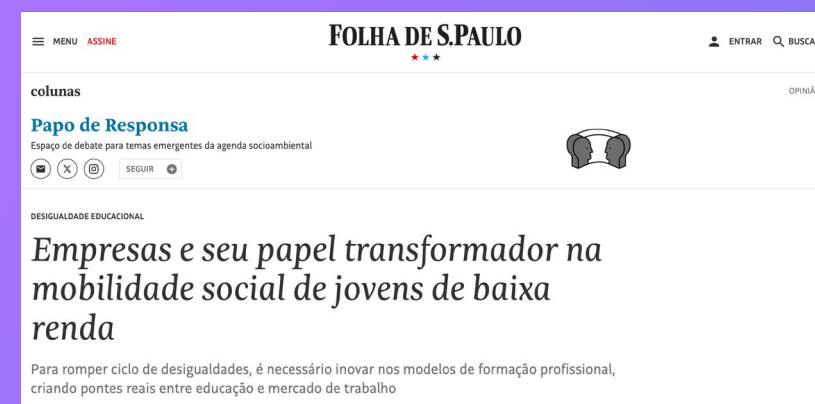 MENU ASSINE
FOLHA DE S.PAULO
ENTRAR BUSCA
colunas
OPINIÃ
Papo de Responsa
Espaço de debate para temas emergentes da agenda socioambiental
SEGUIR
DESIGUALDADE EDUCACIONAL
Empresas e seu papel transformador na
mobilidade social de jovens de baixa
renda
Para romper ciclo de desigualdades, é necessário inovar nos modelos de formação profissional,
criando pontes reais entre educação e mercado de trabalho